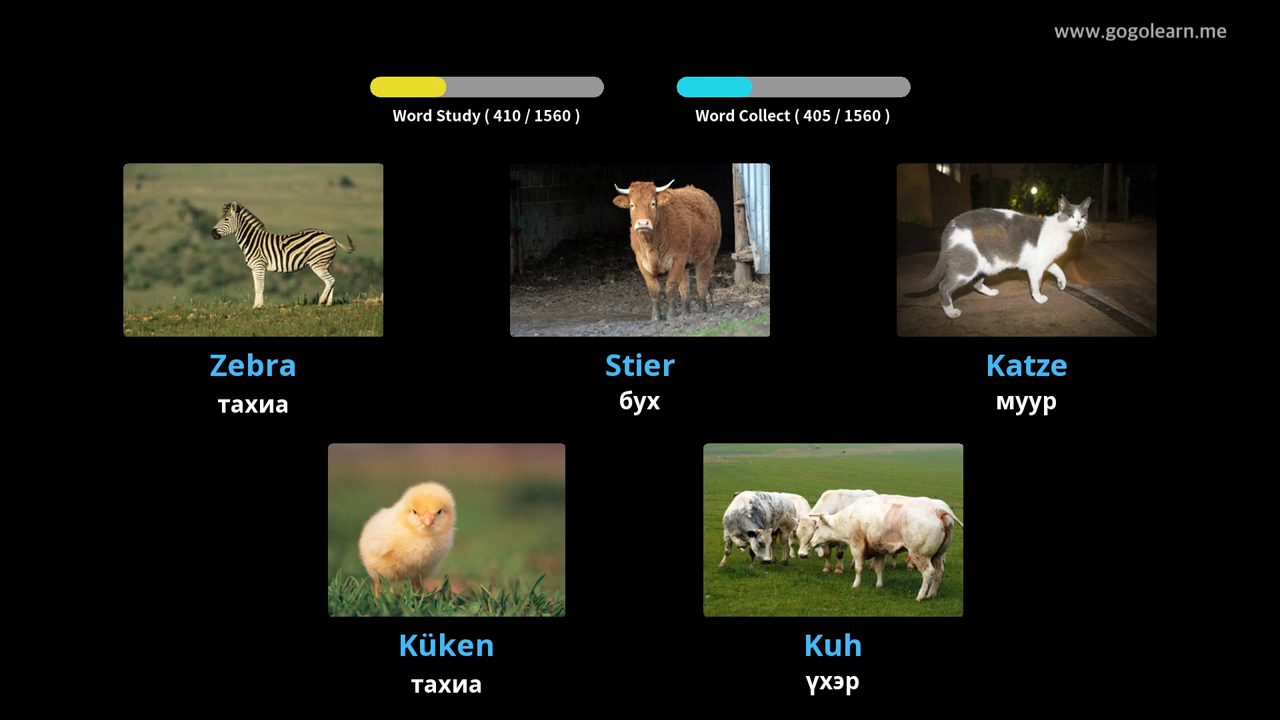 www.gogolearn.me
Word Study ( 410 / 1560 )
Word Collect ( 405 / 1560 )
Zebra
тахиа
Stier
бух
Katze
муур
Küken
тахиа
Kuh
үхэр